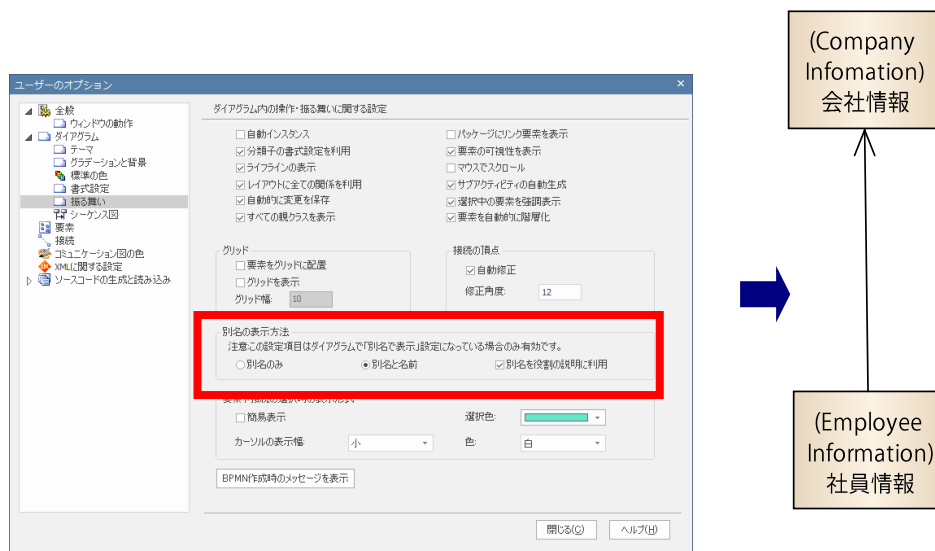 ユーザーのオプション
×
全般
ウィンドウの動作
ダイアグラム
テーマ
グラデーションと背景
標準の色
書式設定
振る舞い
シーケンス図
要素
接続
コミュニケーション図の色
XMLに関する設定
ソースコードの生成と読み込み
ダイアグラム内の操作・振る舞いに関する設定
自動インスタンス
分類子の書式設定を利用
ライフラインの表示
レイアウトに全ての関係を利用
自動的に変更を保存
すべての親クラスを表示
パッケージにリンク要素を表示
要素の可視性を表示
マウスでスクロール
サブアクティビティの自動生成
選択中の要素を強調表示
要素を自動的に階層化
グリッド
要素をグリッドに配置
グリッドを表示
グリッド幅: 10
接続の頂点
自動修正
修正角度: 12
別名の表示方法
注意:この設定項目はダイアグラムで「別名で表示」設定になっている場合のみ有効です。
別名のみ 別名と名前 別名を役割の説明に利用
簡易表示 選択色:
カーソルの表示幅: 小 色: 白
BPMN作成時のメッセージを表示
閉じる(C) ヘルプ(H)
(Company
Infomation)
会社情報
(Employee
Information)
社員情報